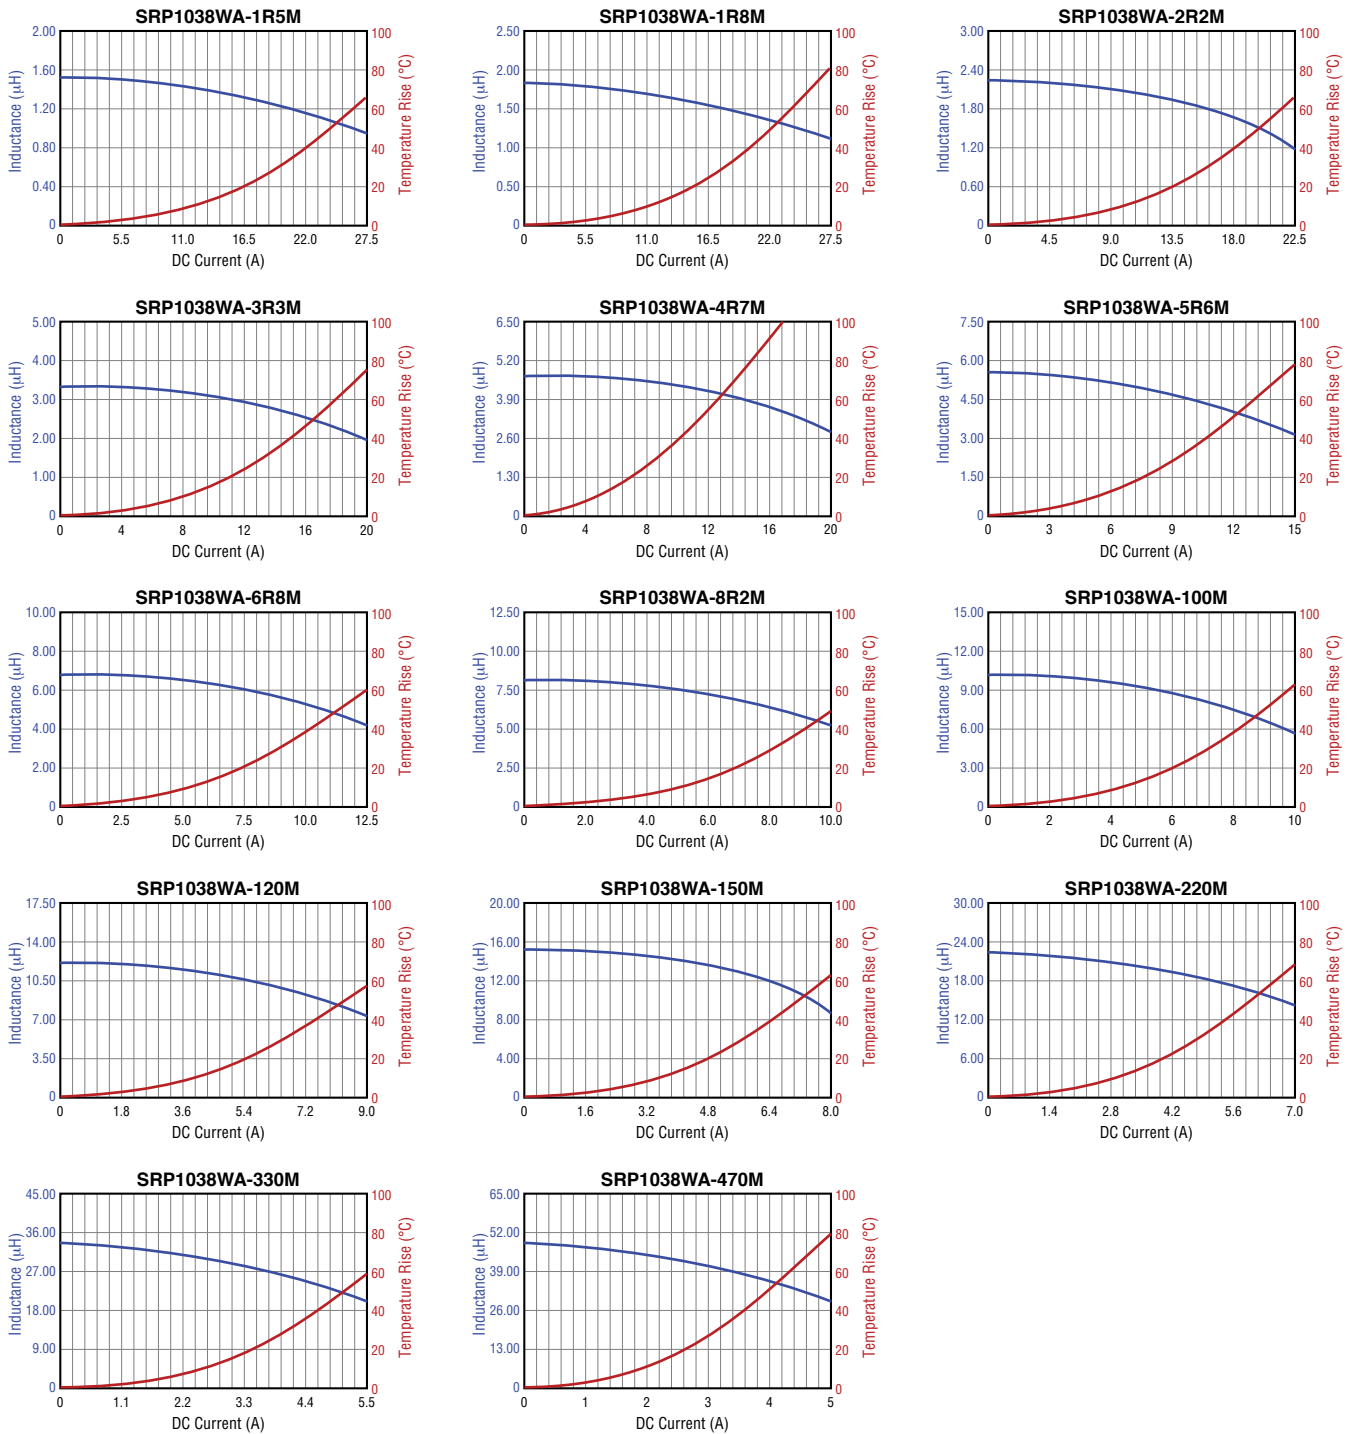 SRP1038WA-1R5M
2.00
1.60
1.20
0.80
0.40
0
Inductance (µH)
100
80
60
40
20
0
Temperature Rise (°C)
0 5.5 11.0 16.5 22.0 27.5
DC Current (A)
SRP1038WA-1R8M
2.50
2.00
1.50
1.00
0.50
0
Inductance (µH)
100
80
60
40
20
0
Temperature Rise (°C)
0 5.5 11.0 16.5 22.0 27.5
DC Current (A)
SRP1038WA-2R2M
3.00
2.40
1.80
1.20
0.60
0
Inductance (µH)
100
80
60
40
20
0
Temperature Rise (°C)
0 4.5 9.0 13.5 18.0 22.5
DC Current (A)
SRP1038WA-3R3M
5.00
4.00
3.00
2.00
1.00
0
Inductance (µH)
100
80
60
40
20
0
Temperature Rise (°C)
0 4 8 12 16 20
DC Current (A)
SRP1038WA-4R7M
6.50
5.20
3.90
2.60
1.30
0
Inductance (µH)
100
80
60
40
20
0
Temperature Rise (°C)
0 4 8 12 16 20
DC Current (A)
SRP1038WA-5R6M
7.50
6.00
4.50
3.00
1.50
0
Inductance (µH)
100
80
60
40
20
0
Temperature Rise (°C)
0 3 6 9 12 15
DC Current (A)
SRP1038WA-6R8M
10.00
8.00
6.00
4.00
2.00
0
Inductance (µH)
100
80
60
40
20
0
Temperature Rise (°C)
0 2.5 5.0 7.5 10.0 12.5
DC Current (A)
SRP1038WA-8R2M
12.50
10.00
7.50
5.00
2.50
0
Inductance (µH)
100
80
60
40
20
0
Temperature Rise (°C)
0 2.0 4.0 6.0 8.0 10.0
DC Current (A)
SRP1038WA-100M
15.00
12.00
9.00
6.00
3.00
0
Inductance (µH)
100
80
60
40
20
0
Temperature Rise (°C)
0 2 4 6 8 10
DC Current (A)
SRP1038WA-120M
17.50
14.00
10.50
7.00
3.50
0
Inductance (µH)
100
80
60
40
20
0
Temperature Rise (°C)
0 1.8 3.6 5.4 7.2 9.0
DC Current (A)
SRP1038WA-150M
20.00
16.00
12.00
8.00
4.00
0
Inductance (µH)
100
80
60
40
20
0
Temperature Rise (°C)
0 1.6 3.2 4.8 6.4 8.0
DC Current (A)
SRP1038WA-220M
30.00
24.00
18.00
12.00
6.00
0
Inductance (µH)
100
80
60
40
20
0
Temperature Rise (°C)
0 1.4 2.8 4.2 5.6 7.0
DC Current (A)
SRP1038WA-330M
45.00
36.00
27.00
18.00
9.00
0
Inductance (µH)
100
80
60
40
20
0
Temperature Rise (°C)
0 1.1 2.2 3.3 4.4 5.5
DC Current (A)
SRP1038WA-470M
65.00
52.00
39.00
26.00
13.00
0
Inductance (µH)
100
80
60
40
20
0
Temperature Rise (°C)
0 1 2 3 4 5
DC Current (A)